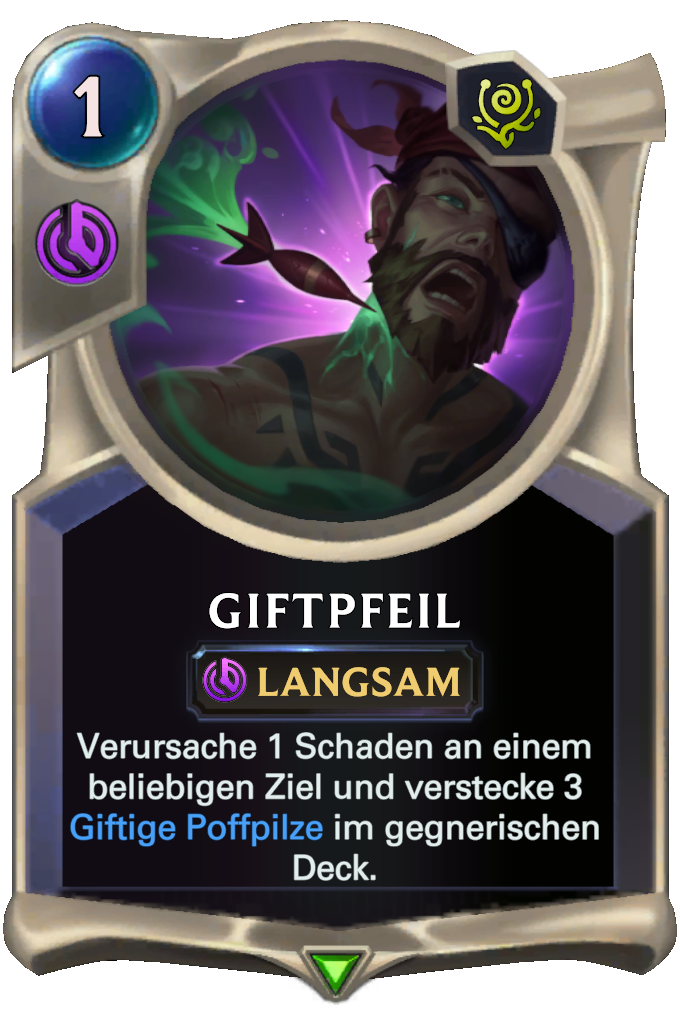 1
GIFTPFEIL
LANGSAM
Verursache 1 Schaden an einem
beliebigen Ziel und verstecke 3
Giftige Poffpilze im gegnerischen
Deck.